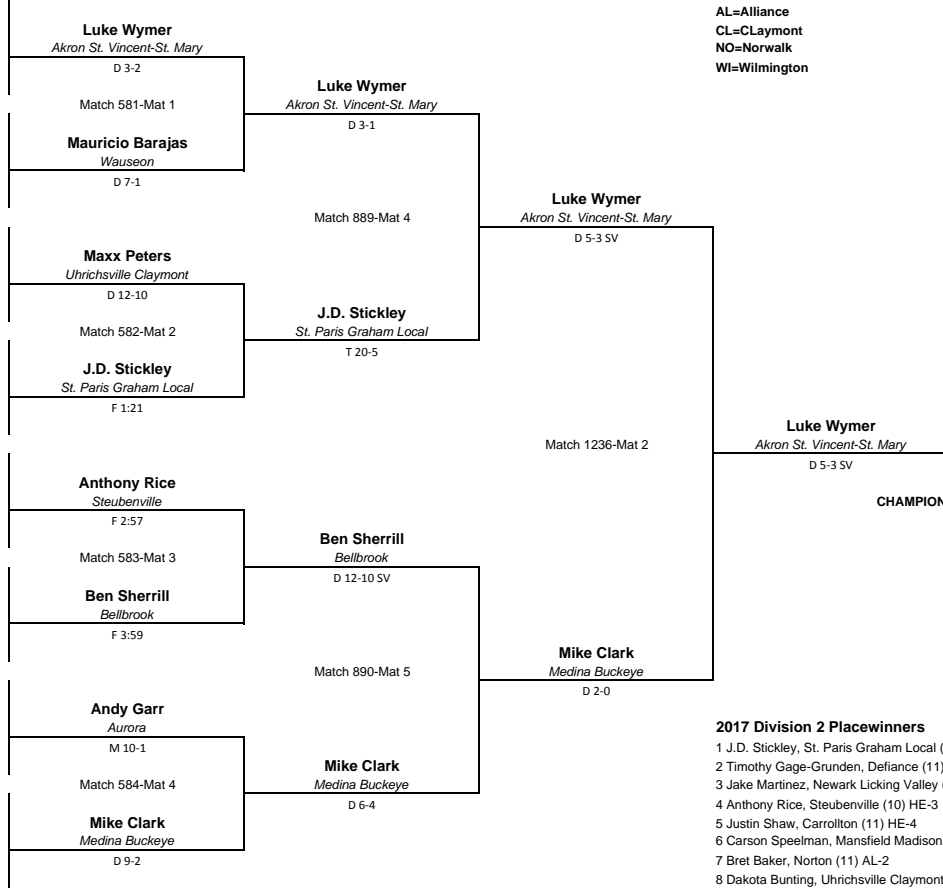 AL=Alliance
CL=CLaymont
NO=Norwalk
WI=Wilmington
Luke Wymer
Akron St. Vincent-St. Mary
D 3-2
Match 581-Mat 1
Mauricio Barajas
Wauseon
D 7-1
Maxx Peters
Uhrichsville Claymont
D 12-10
Match 582-Mat 2
J.D. Stickley
St. Paris Graham Local
F 1:21
Anthony Rice
Steubenville
F 2:57
Match 583-Mat 3
Ben Sherrill
Bellbrook
F 3:59
Andy Garr
Aurora
M 10-1
Match 584-Mat 4
Mike Clark
Medina Buckeye
D 9-2
Luke Wymer
Akron St. Vincent-St. Mary
D 3-1
Match 889-Mat 4
J.D. Stickley
St. Paris Graham Local
T 20-5
Ben Sherrill
Bellbrook
D 12-10 SV
Match 890-Mat 5
Mike Clark
Medina Buckeye
D 6-4
Luke Wymer
Akron St. Vincent-St. Mary
D 5-3 SV
Match 1236-Mat 2
Mike Clark
Medina Buckeye
D 2-0
Luke Wymer
Akron St. Vincent-St. Mary
D 5-3 SV
CHAMPION
2017 Division 2 Placewinners
1 J.D. Stickley, St. Paris Graham Local (
2 Timothy Gage-Grunden, Defiance (11)
3 Jake Martinez, Newark Licking Valley (
4 Anthony Rice, Steubenville (10) HE-3
5 Justin Shaw, Carrollton (11) HE-4
6 Carson Speelman, Mansfield Madison
7 Bret Baker, Norton (11) AL-2
8 Dakota Bunting, Uhrichsville Claymont